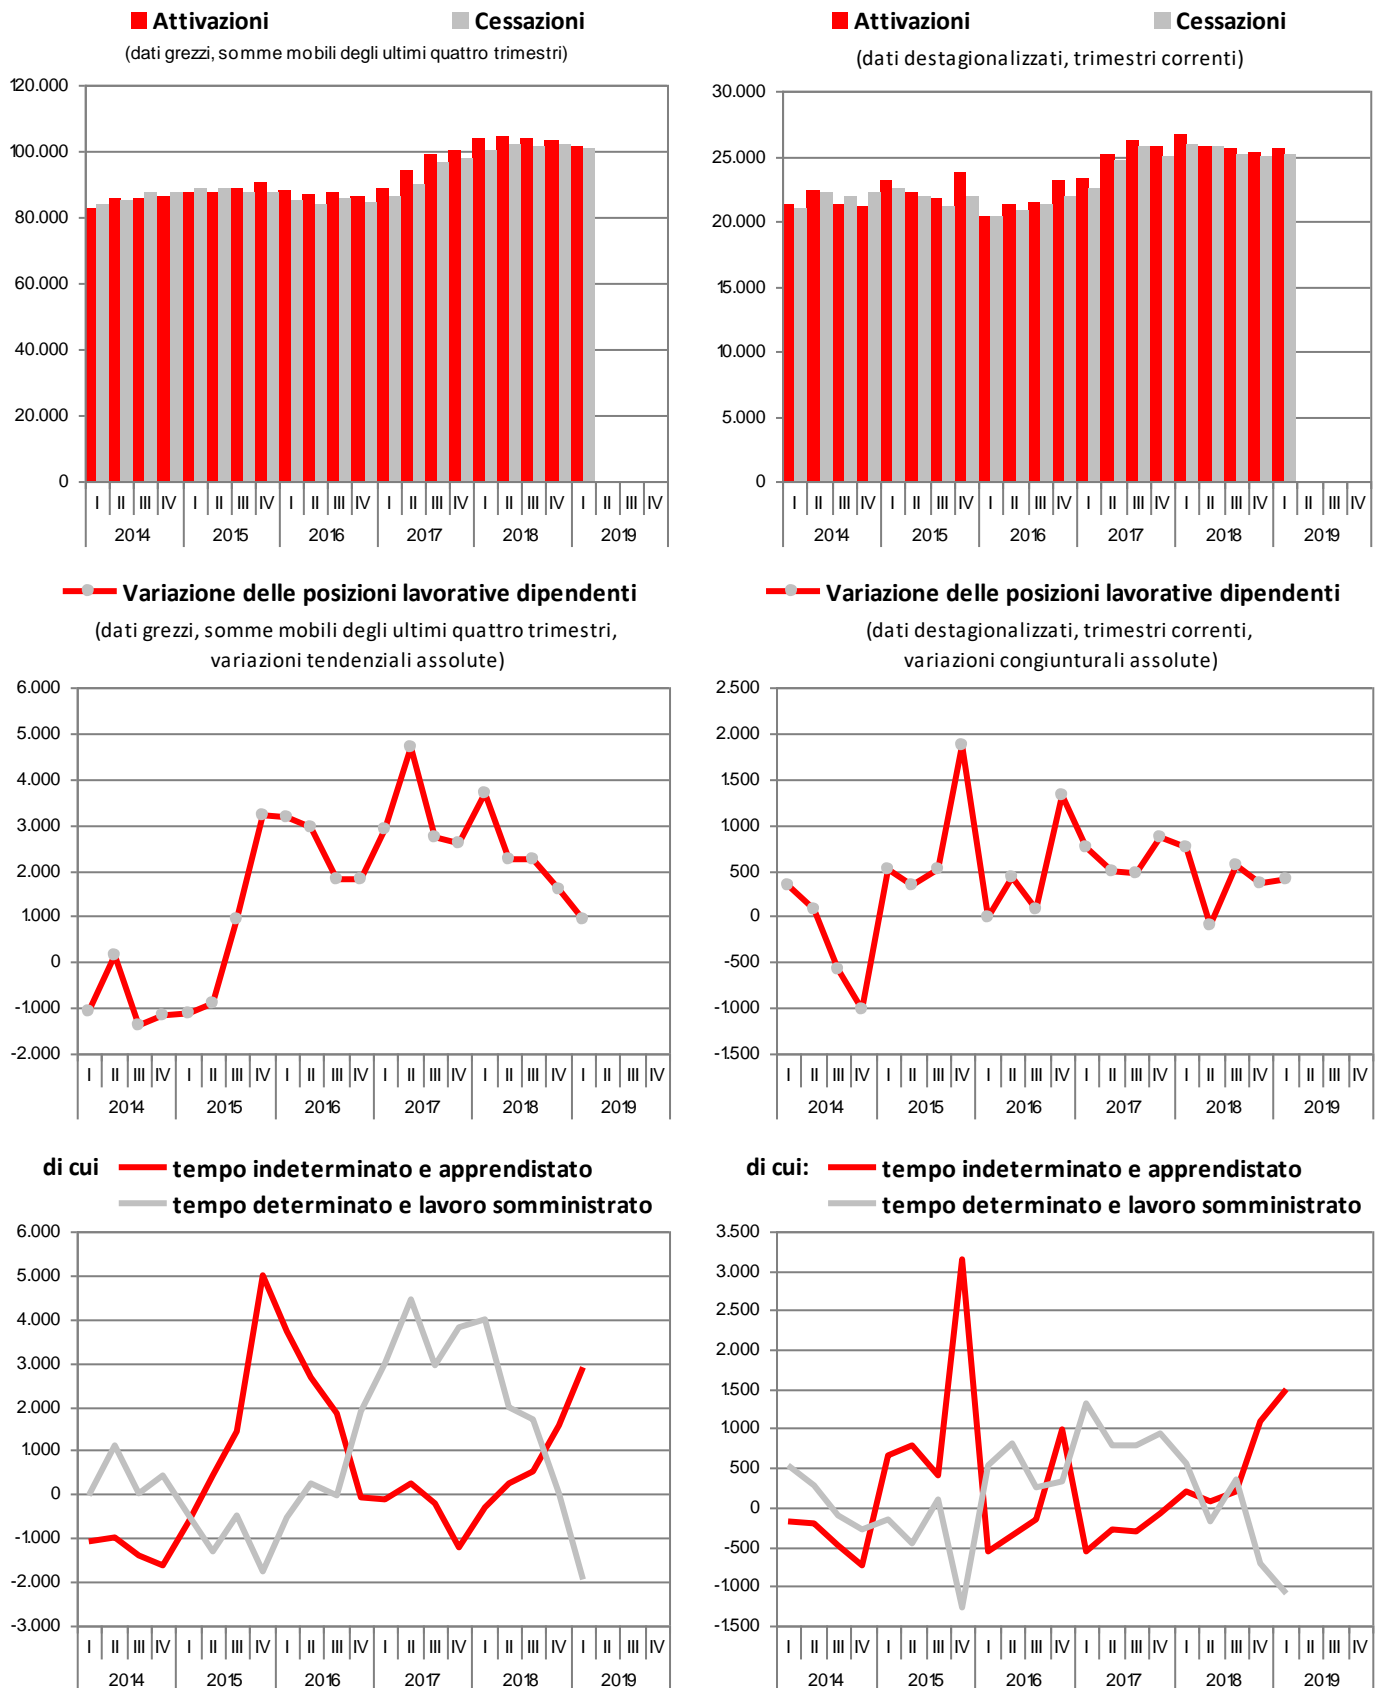 Attivazioni Cessazioni
(dati grezzi, somme mobili degli ultimi quattro trimestri)
120.000
100.000
80.000
60.000
40.000
20.000
0
I II III IV I II III IV I II III IV I II III IV I II III IV I II III IV
2014 2015 2016 2017 2018 2019
Attivazioni Cessazioni
(dati destagionalizzati, trimestri correnti)
30.000
25.000
20.000
15.000
10.000
5.000
0
I II III IV I II III IV I II III IV I II III IV I II III IV I II III IV
2014 2015 2016 2017 2018 2019
Variazione delle posizioni lavorative dipendenti
(dati grezzi, somme mobili degli ultimi quattro trimestri,
variazioni tendenziali assolute)
6.000
5.000
4.000
3.000
2.000
1.000
0
-1.000
-2.000
I II III IV I II III IV I II III IV I II III IV I II III IV I II III IV
2014 2015 2016 2017 2018 2019
Variazione delle posizioni lavorative dipendenti
(dati destagionalizzati, trimestri correnti,
variazioni congiunturali assolute)
2.500
2.000
1.500
1.000
500
0
-500
-1.000
-1.500
I II III IV I II III IV I II III IV I II III IV I II III IV I II III IV
2014 2015 2016 2017 2018 2019
di cui tempo indeterminato e apprendistato
tempo determinato e lavoro somministrato
6.000
5.000
4.000
3.000
2.000
1.000
0
-1.000
-2.000
-3.000
I II III IV I II III IV I II III IV I II III IV I II III IV I II III IV
2014 2015 2016 2017 2018 2019
di cui: tempo indeterminato e apprendistato
tempo determinato e lavoro somministrato
3.500
3.000
2.500
2.000
1.500
1.000
500
0
-500
-1.000
-1.500
I II III IV I II III IV I II III IV I II III IV I II III IV I II III IV
2014 2015 2016 2017 2018 2019